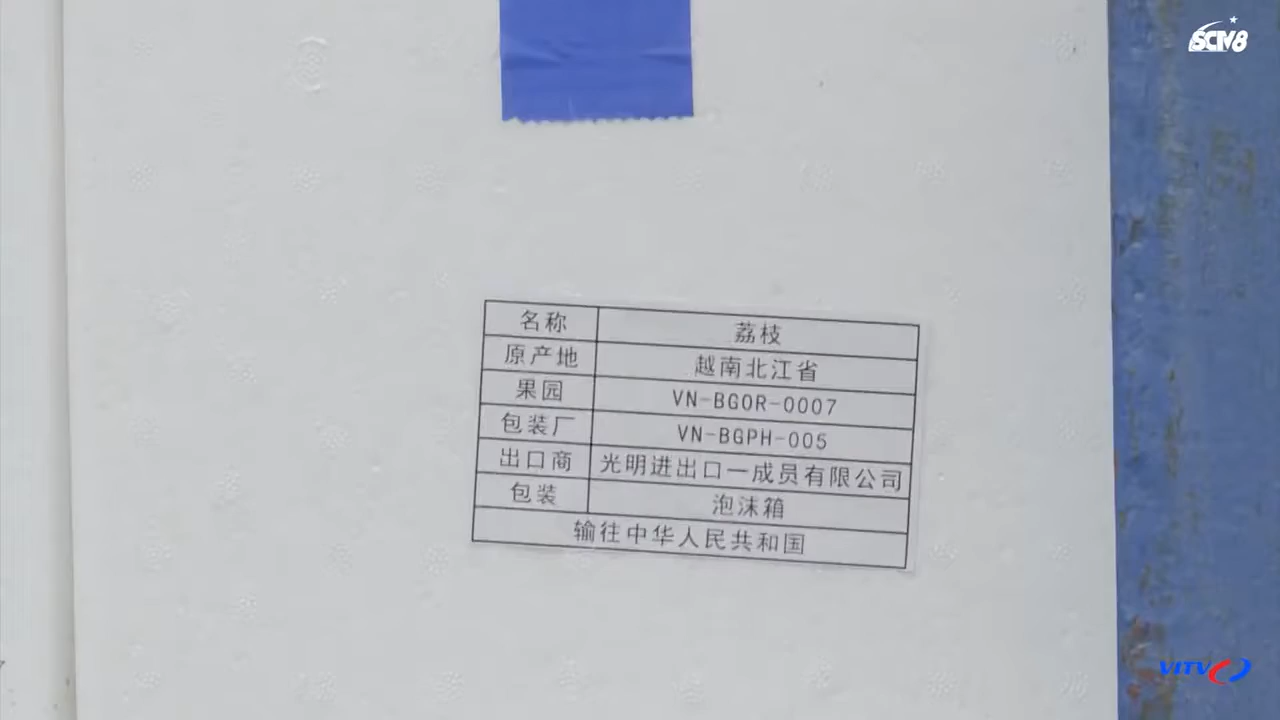 SCTV8
名称 荔枝
原产地 越南北江省
果园 VN-BGOR-0007
包装厂 VN-BGPH-005
出口商 光明进出口一成员有限公司
包装 泡沫箱
输往中华人民共和国
VITV